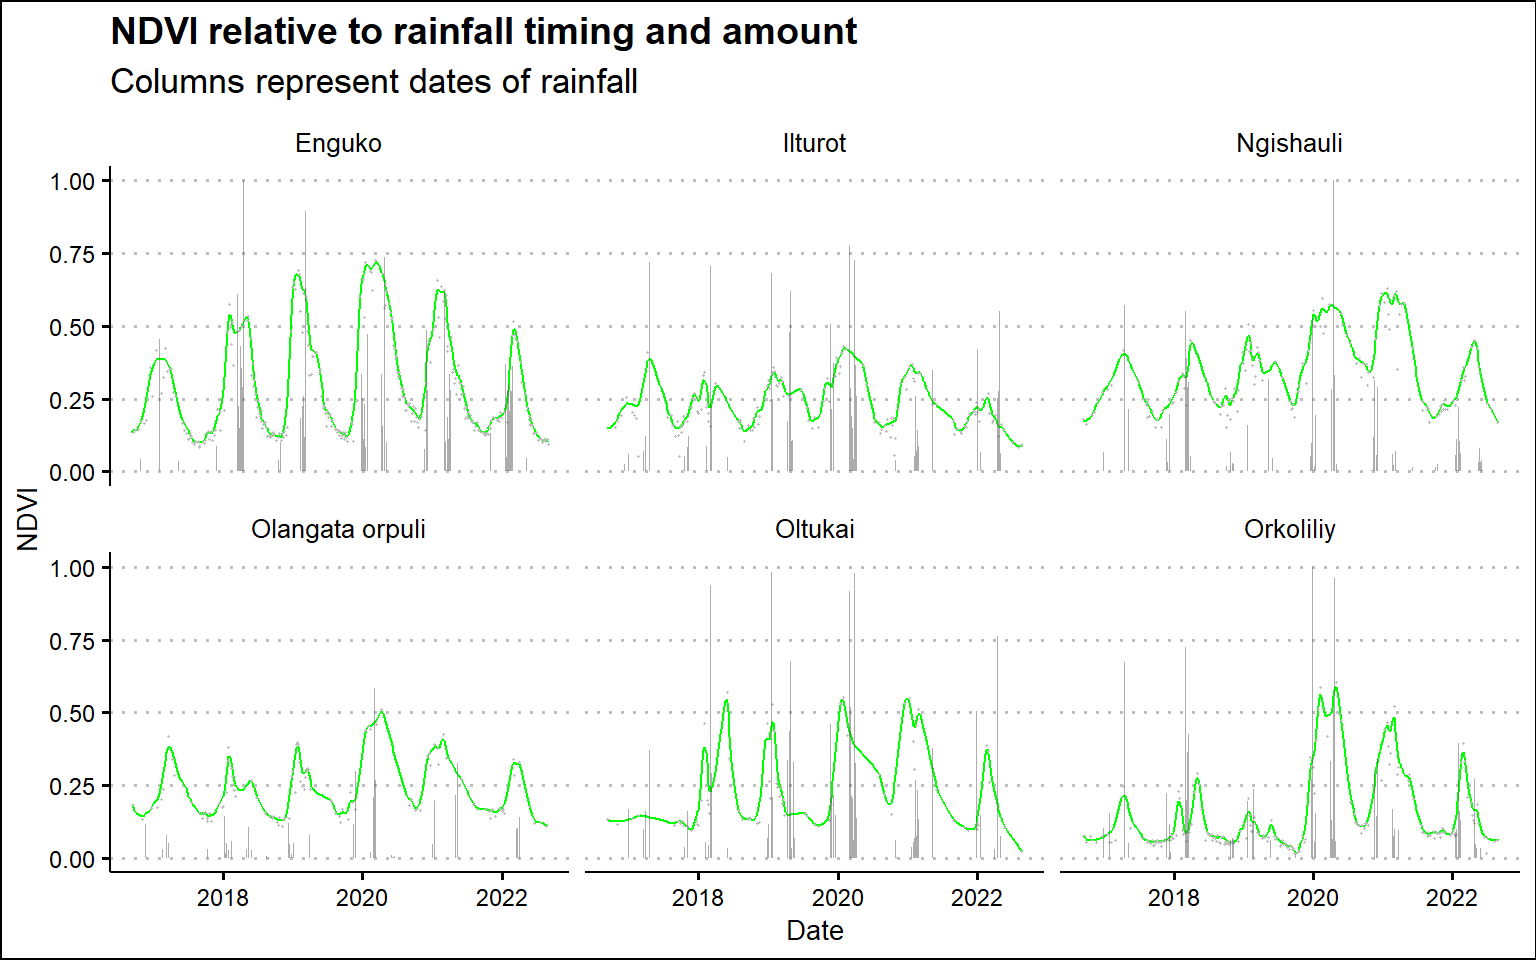 NDVI relative to rainfall timing and amount
Columns represent dates of rainfall
Enguko
Ilturot
Ngishauli
1.00
0.75
0.50
0.25
0.00
NDVI
Olangata orpuli
Oltukai
Orkoliliy
1.00
0.75
0.50
0.25
0.00
2018 2020 2022
2018 2020 2022
2018 2020 2022
Date